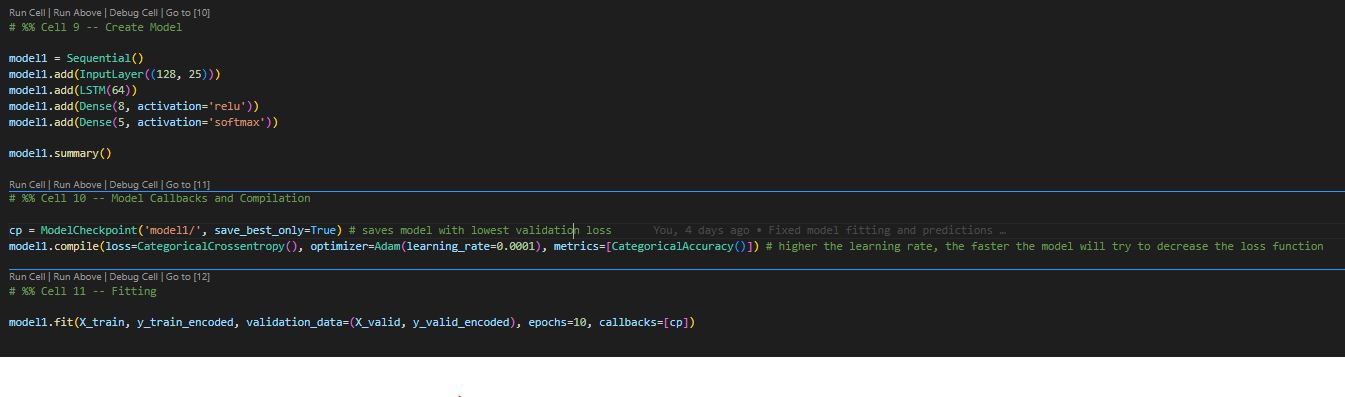 Run Cell | Run Above | Debug Cell | Go to [10]
# %% Cell 9 -- Create Model
model1 = Sequential()
model1.add(InputLayer((128, 25)))
model1.add(LSTM(64))
model1.add(Dense(8, activation='relu'))
model1.add(Dense(5, activation='softmax'))
model1.summary()
Run Cell | Run Above | Debug Cell | Go to [11]
# %% Cell 10 -- Model Callbacks and Compilation
cp = ModelCheckpoint('model1/', save_best_only=True) # saves model with lowest validation loss You, 4 days ago • Fixed model fitting and predictions …
model1.compile(loss=CategoricalCrossentropy(), optimizer=Adam(learning_rate=0.0001), metrics=[CategoricalAccuracy()]) # higher the learning rate, the faster the model will try to decrease the loss function
Run Cell | Run Above | Debug Cell | Go to [12]
# %% Cell 11 -- Fitting
model1.fit(X_train, y_train_encoded, validation_data=(X_valid, y_valid_encoded), epochs=10, callbacks=[cp])